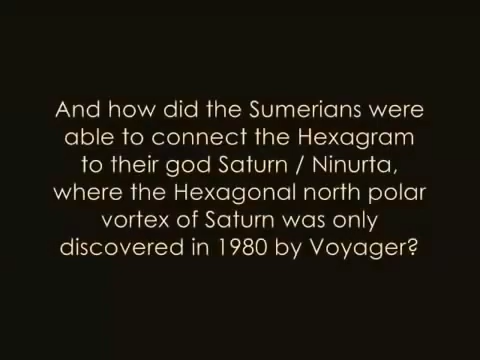 And how did the Sumerians were
able to connect the Hexagram
to their god Saturn / Ninurta,
where the Hexagonal north polar
vortex of Saturn was only
discovered in 1980 by Voyager?